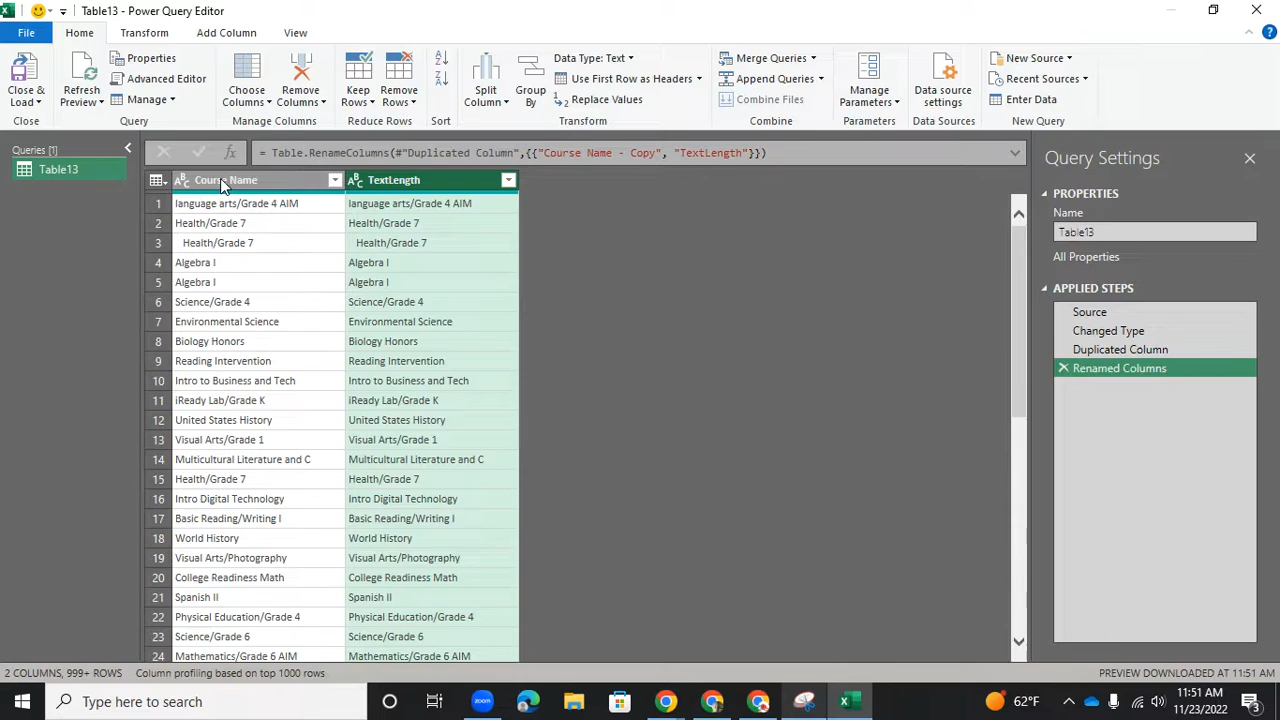 Table13 - Power Query Editor
File Home Transform Add Column View
Close & Load
Refresh Preview
Properties
Advanced Editor
Manage
Choose Columns
Remove Columns
Keep Rows
Remove Rows
Split Column
Group By
Data Type: Text
Use First Row as Headers
Replace Values
Merge Queries
Append Queries
Combine Files
Manage Parameters
Data source settings
New Source
Recent Sources
Enter Data
Close Query Manage Columns Reduce Rows Sort Transform Combine Parameters Data Sources New Query
Queries [1]
Table13
= Table.RenameColumns(#"Duplicated Column",{{"Course Name - Copy", "TextLength"}})
Course Name TextLength
1 language arts/Grade 4 AIM language arts/Grade 4 AIM
2 Health/Grade 7 Health/Grade 7
3 Health/Grade 7 Health/Grade 7
4 Algebra I Algebra I
5 Algebra I Algebra I
6 Science/Grade 4 Science/Grade 4
7 Environmental Science Environmental Science
8 Biology Honors Biology Honors
9 Reading Intervention Reading Intervention
10 Intro to Business and Tech Intro to Business and Tech
11 iReady Lab/Grade K iReady Lab/Grade K
12 United States History United States History
13 Visual Arts/Grade 1 Visual Arts/Grade 1
14 Multicultural Literature and C Multicultural Literature and C
15 Health/Grade 7 Health/Grade 7
16 Intro Digital Technology Intro Digital Technology
17 Basic Reading/Writing I Basic Reading/Writing I
18 World History World History
19 Visual Arts/Photography Visual Arts/Photography
20 College Readiness Math College Readiness Math
21 Spanish II Spanish II
22 Physical Education/Grade 4 Physical Education/Grade 4
23 Science/Grade 6 Science/Grade 6
24 Mathematics/Grade 6 AIM Mathematics/Grade 6 AIM
Query Settings
PROPERTIES
Name
Table13
All Properties
APPLIED STEPS
Source
Changed Type
Duplicated Column
Renamed Columns
2 COLUMNS, 999+ ROWS Column profiling based on top 1000 rows PREVIEW DOWNLOADED AT 11:51 AM
Type here to search
zoom
62°F
11:51 AM
11/23/2022
3